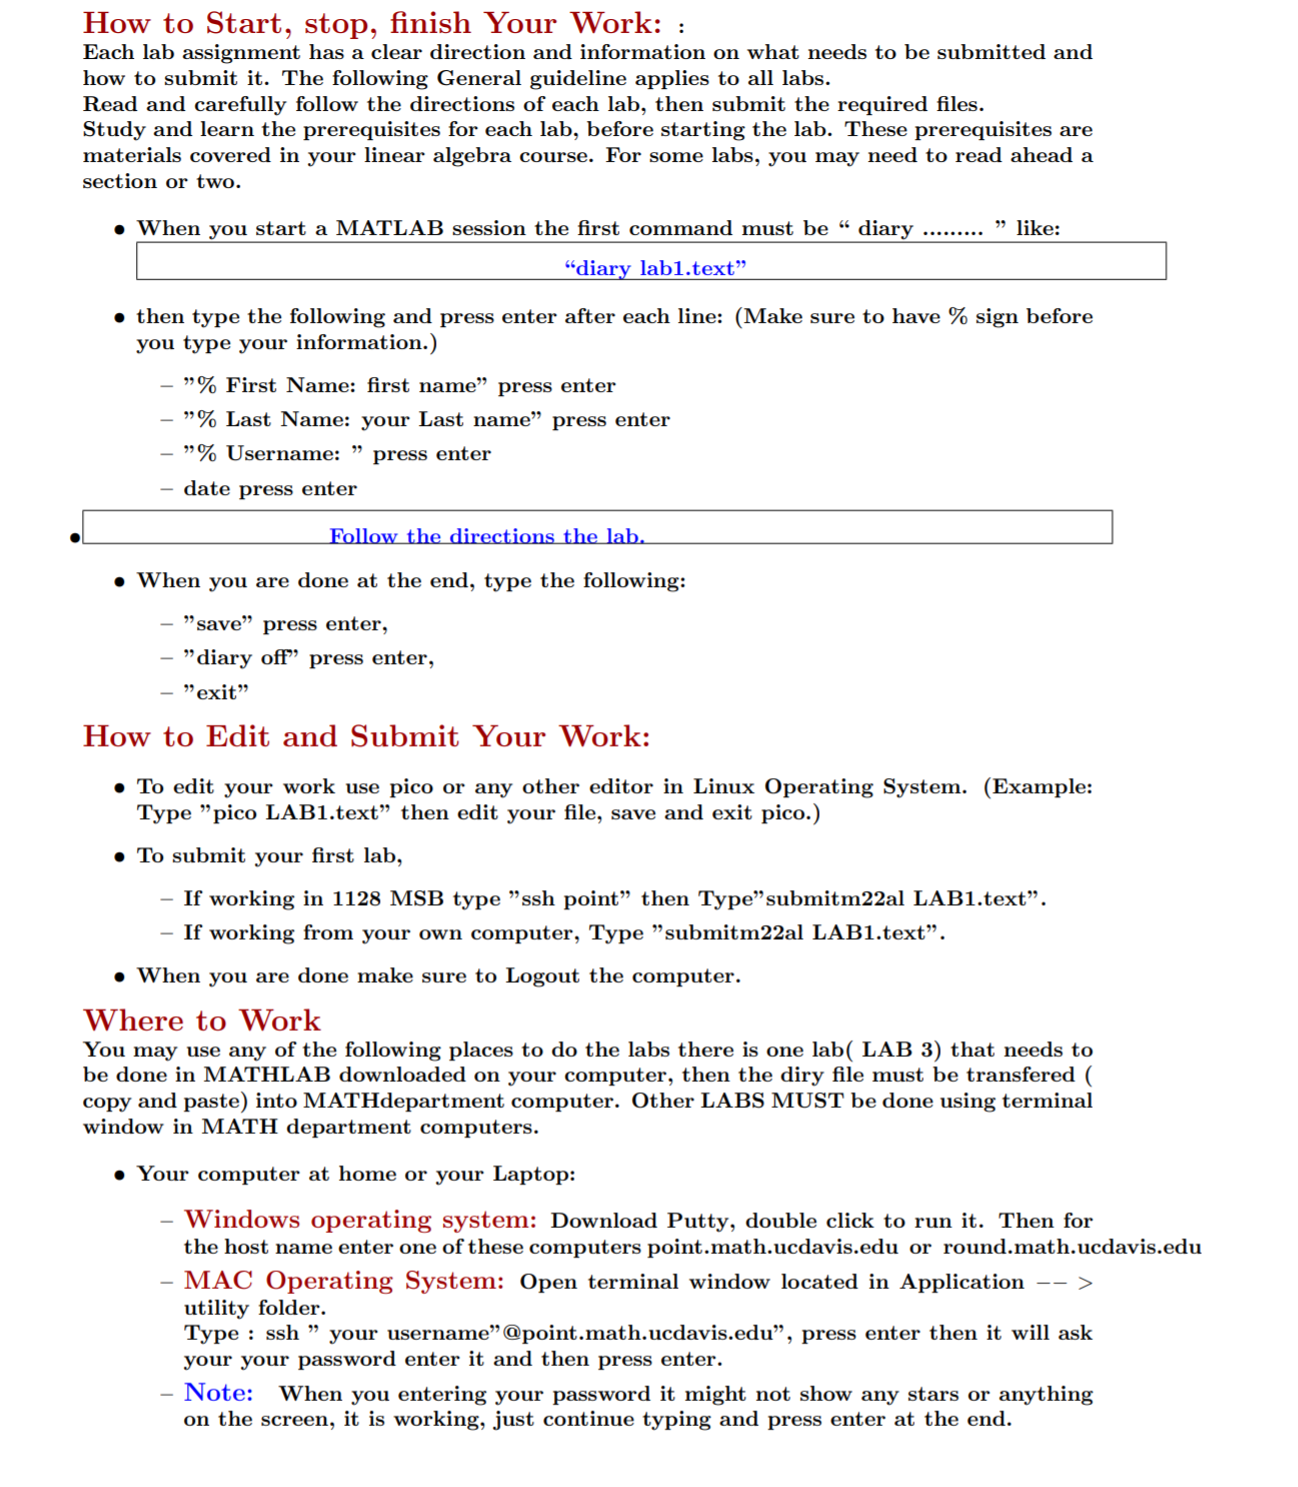 How to Start, stop, finish Your Work: :
Each lab assignment has a clear direction and information on what needs to be submitted and
how to submit it. The following General guideline applies to all labs.
Read and carefully follow the directions of each lab, then submit the required files.
Study and learn the prerequisites for each lab, before starting the lab. These prerequisites are
materials covered in your linear algebra course. For some labs, you may need to read ahead a
section or two.
• When you start a MATLAB session the first command must be “ diary ......... ” like:
“diary lab1.text”
• then type the following and press enter after each line: (Make sure to have % sign before
you type your information.)
– ”% First Name: first name” press enter
– ”% Last Name: your Last name” press enter
– ”% Username: ” press enter
– date press enter
• Follow the directions the lab.
• When you are done at the end, type the following:
– ”save” press enter,
– ”diary off” press enter,
– ”exit”
How to Edit and Submit Your Work:
• To edit your work use pico or any other editor in Linux Operating System. (Example:
Type ”pico LAB1.text” then edit your file, save and exit pico.)
• To submit your first lab,
– If working in 1128 MSB type ”ssh point” then Type”submitm22al LAB1.text”.
– If working from your own computer, Type ”submitm22al LAB1.text”.
• When you are done make sure to Logout the computer.
Where to Work
You may use any of the following places to do the labs there is one lab( LAB 3) that needs to
be done in MATHLAB downloaded on your computer, then the diry file must be transfered (
copy and paste) into MATHdepartment computer. Other LABS MUST be done using terminal
window in MATH department computers.
• Your computer at home or your Laptop:
– Windows operating system: Download Putty, double click to run it. Then for
the host name enter one of these computers point.math.ucdavis.edu or round.math.ucdavis.edu
– MAC Operating System: Open terminal window located in Application −− >
utility folder.
Type : ssh ” your username”@point.math.ucdavis.edu”, press enter then it will ask
your your password enter it and then press enter.
– Note: When you entering your password it might not show any stars or anything
on the screen, it is working, just continue typing and press enter at the end.